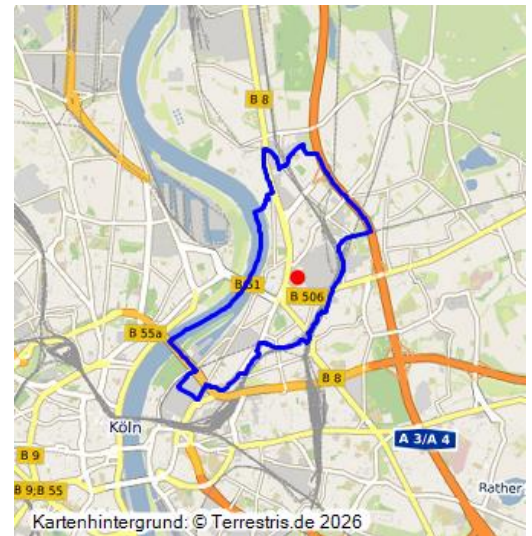 B 8
B 51
B 506
B 55a
B 8
Köln
A 3/A 4
B 9
Rather
B 9;B 55
Kartenhintergrund: © Terrestris.de 2026